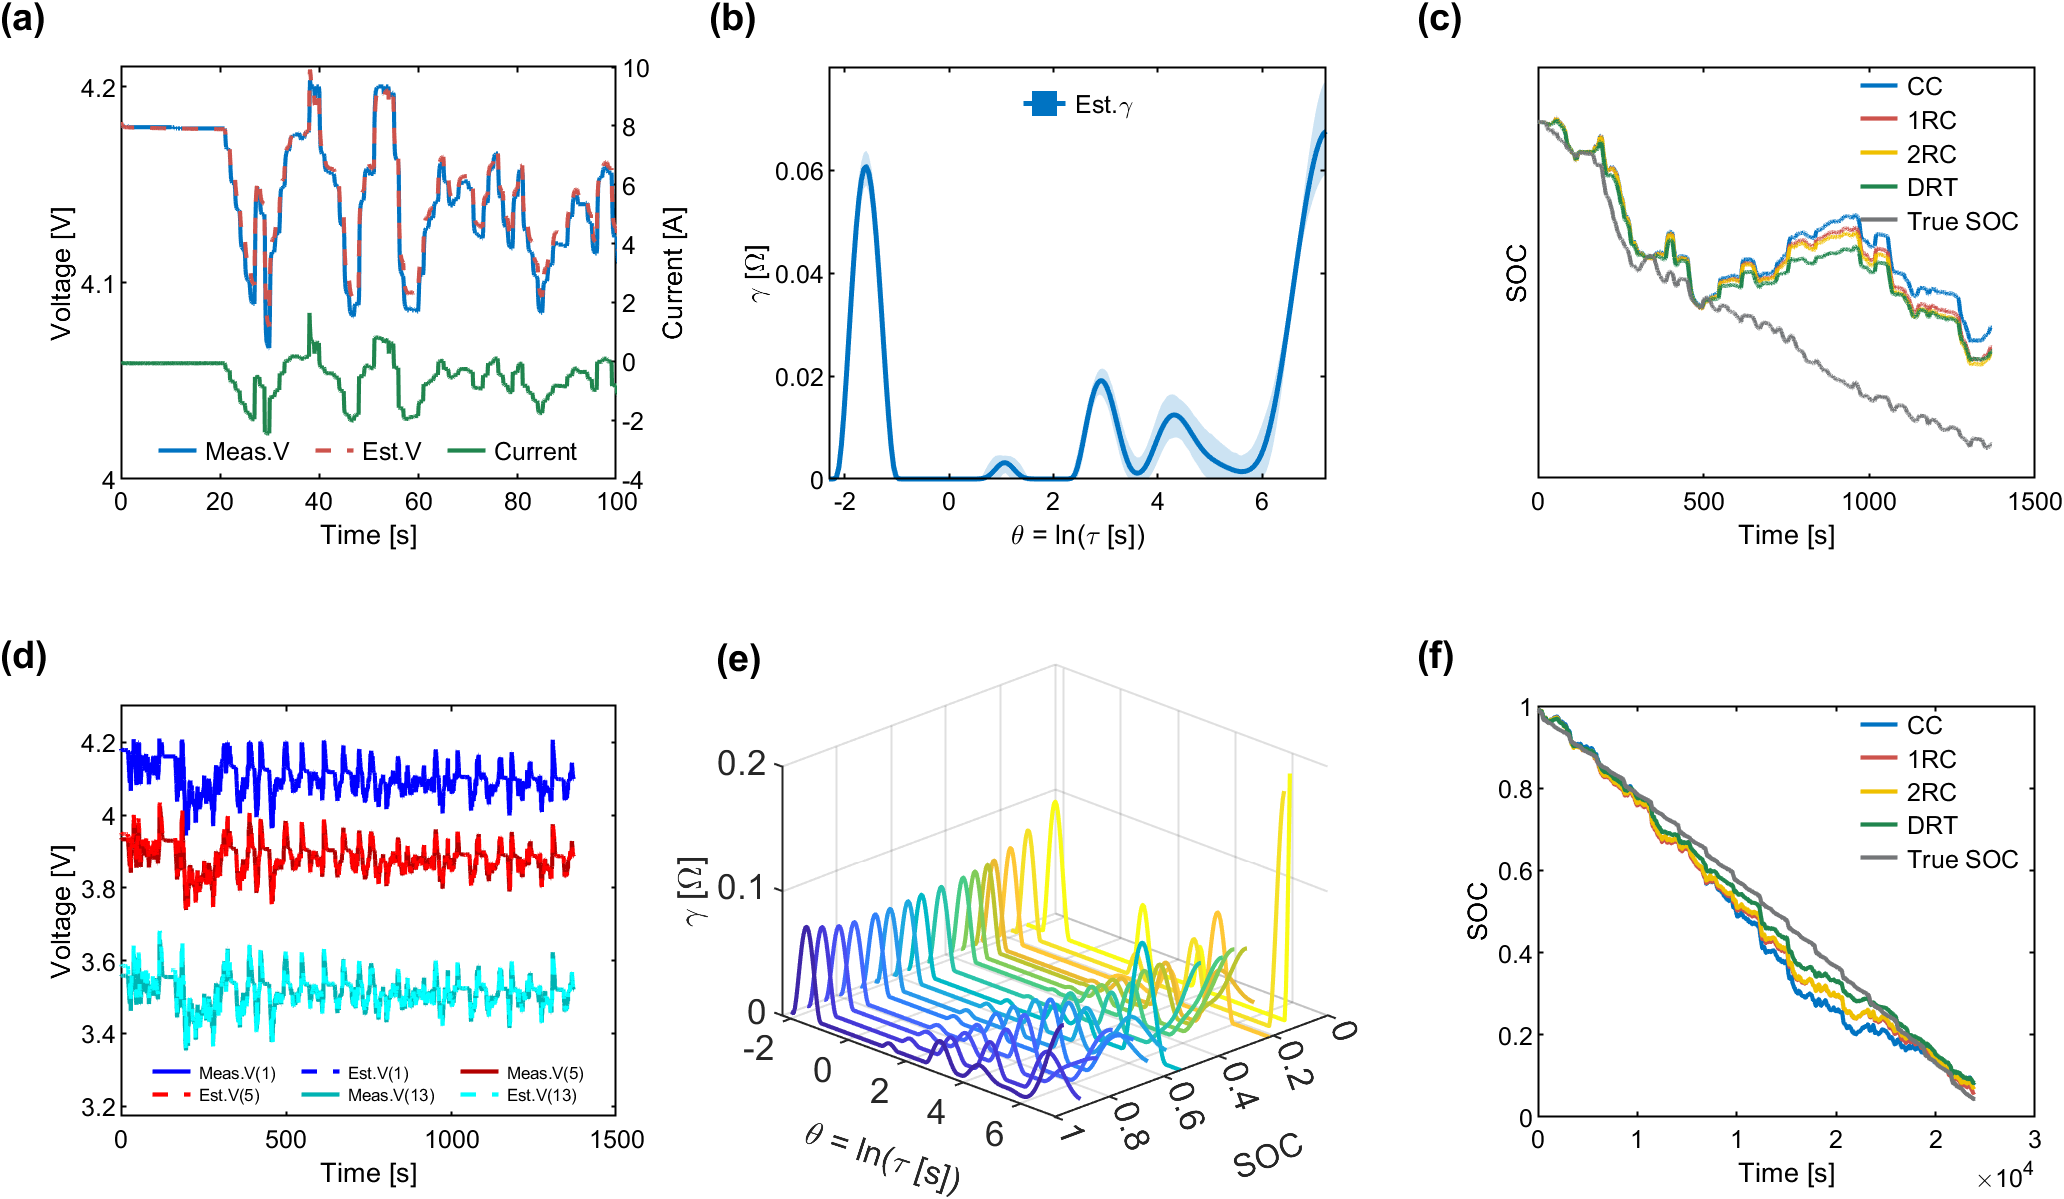 (a)
10
4.2
8
6
Voltage [V]
4.1
4
2
Current [A]
0
-2
Meas.V
Est.V
Current
4
-4
0
20
40
60
80
100
Time [s]
(b)
Est.γ
0.06
γ [Ω]
0.04
0.02
0
-2
0
2
4
6
θ = ln(τ [s])
(c)
CC
1RC
2RC
DRT
True SOC
SOC
0
500
1000
1500
Time [s]
(d)
4.2
4
3.8
Voltage [V]
3.6
3.4
3.2
Meas.V(1)
Est.V(1)
Meas.V(5)
Est.V(5)
Meas.V(13)
Est.V(13)
0
500
1000
1500
Time [s]
(e)
0.2
0.1
γ [Ω]
0
-2
0
2
4
6
θ = ln(τ [s])
1
0.8
0.6
0.4
0.2
0
SOC
(f)
1
CC
1RC
2RC
DRT
True SOC
0.8
0.6
SOC
0.4
0.2
0
0
1
1
2
2
3
Time [s]
×10⁴